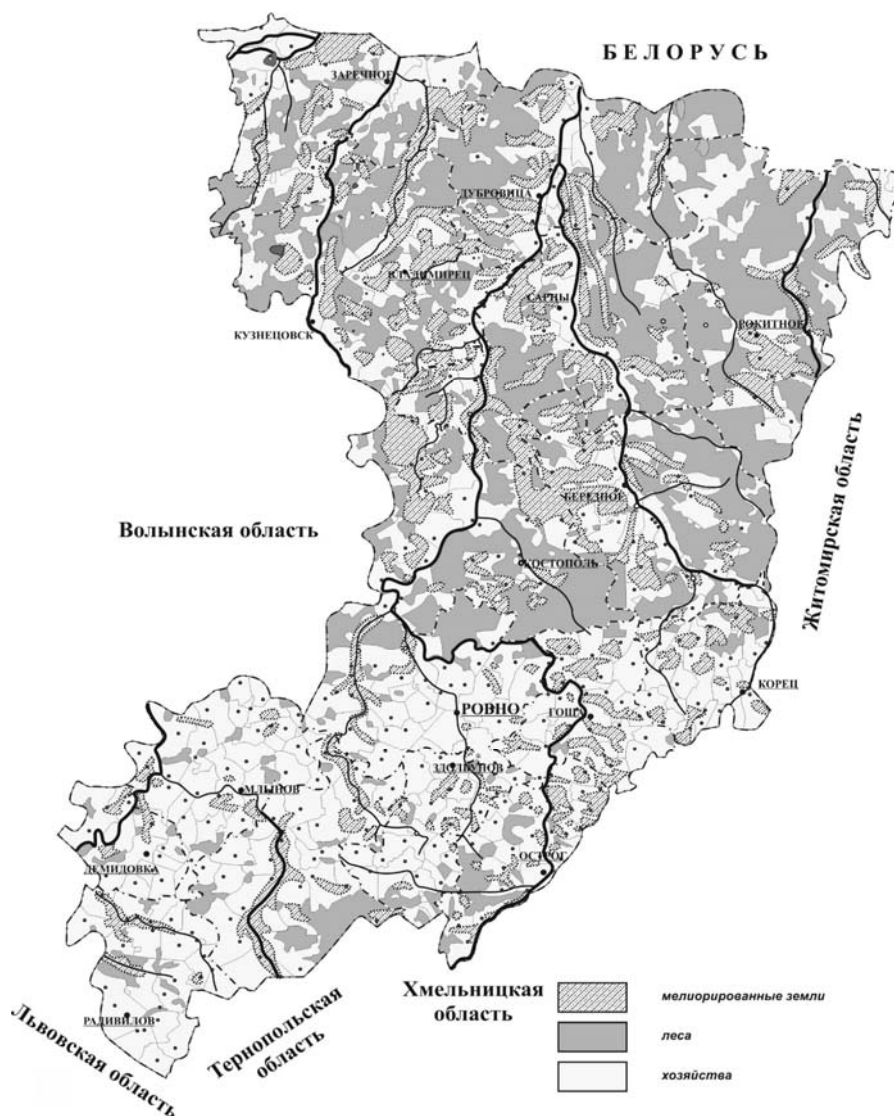 Б Е Л О Р У С Ь
ЗАРЕЧНОЕ
ДУБРОВИЦА
ВЛАДИМИРЕЦ
САРНЫ
КУЗНЕЦОВСК
РОКИТНОЕ
БЕРЕЗНОЕ
Волынская область
Житомирская область
КОСТОПОЛЬ
КОРЕЦ
РОВНО
ГОЩА
ЗДОЛБУНОВ
МЛЫНОВ
ОСТРОГ
ДЕМИДОВКА
РАДИВИЛОВ
Львовская область
Тернопольская
область
Хмельницкая
область
мелиорированные земли
леса
хозяйства